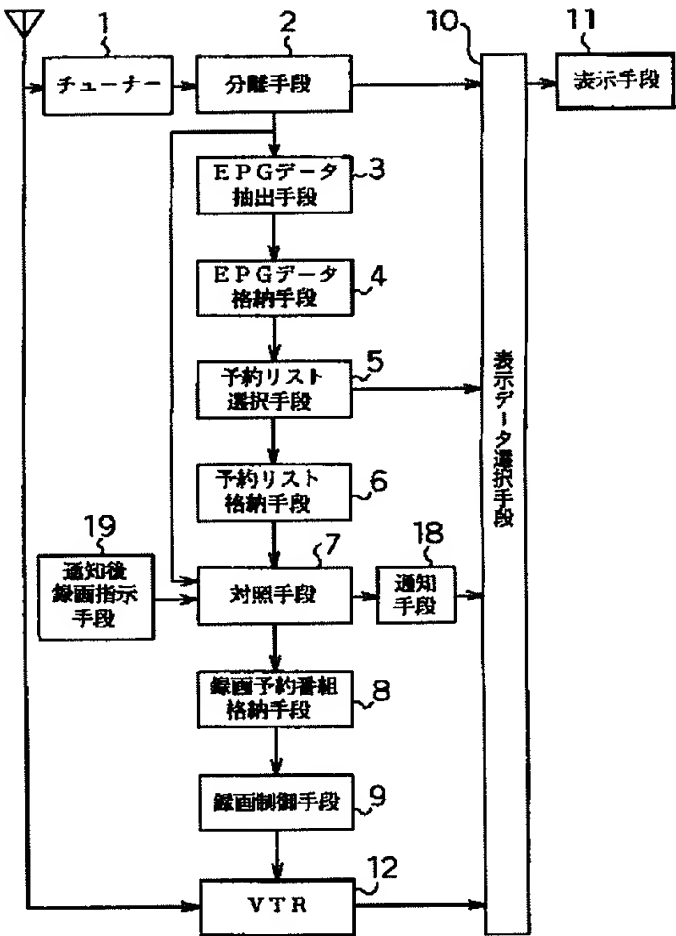 1
チューナー
2
分離手段
10
11
表示手段
3
EPGデータ
抽出手段
4
EPGデータ
格納手段
5
予約リスト
選択手段
6
予約リスト
格納手段
表示データ選択手段
19
通知後
録画指示
手段
7
対照手段
18
通知
手段
8
録画予約番組
格納手段
9
録画制御手段
12
VTR